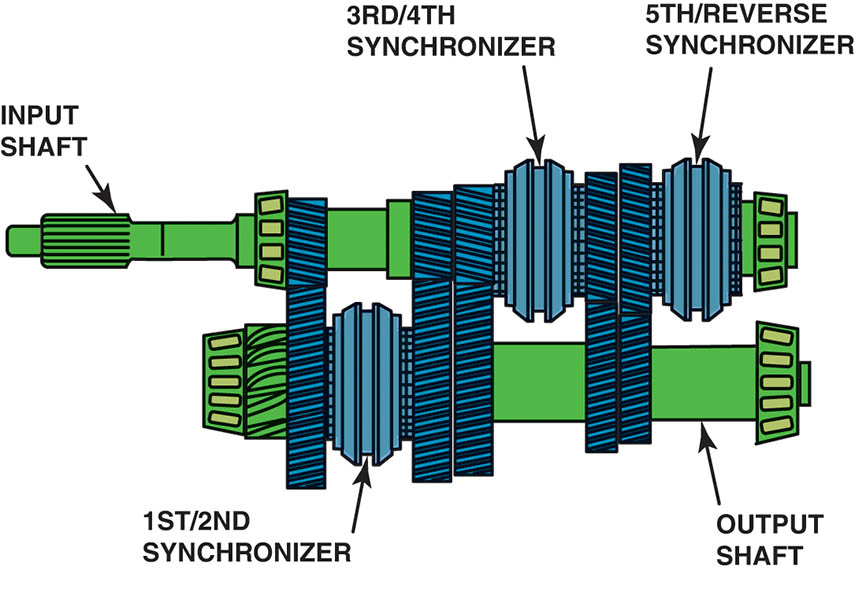 3RD/4TH
SYNCHRONIZER
5TH/REVERSE
SYNCHRONIZER
INPUT
SHAFT
1ST/2ND
SYNCHRONIZER
OUTPUT
SHAFT